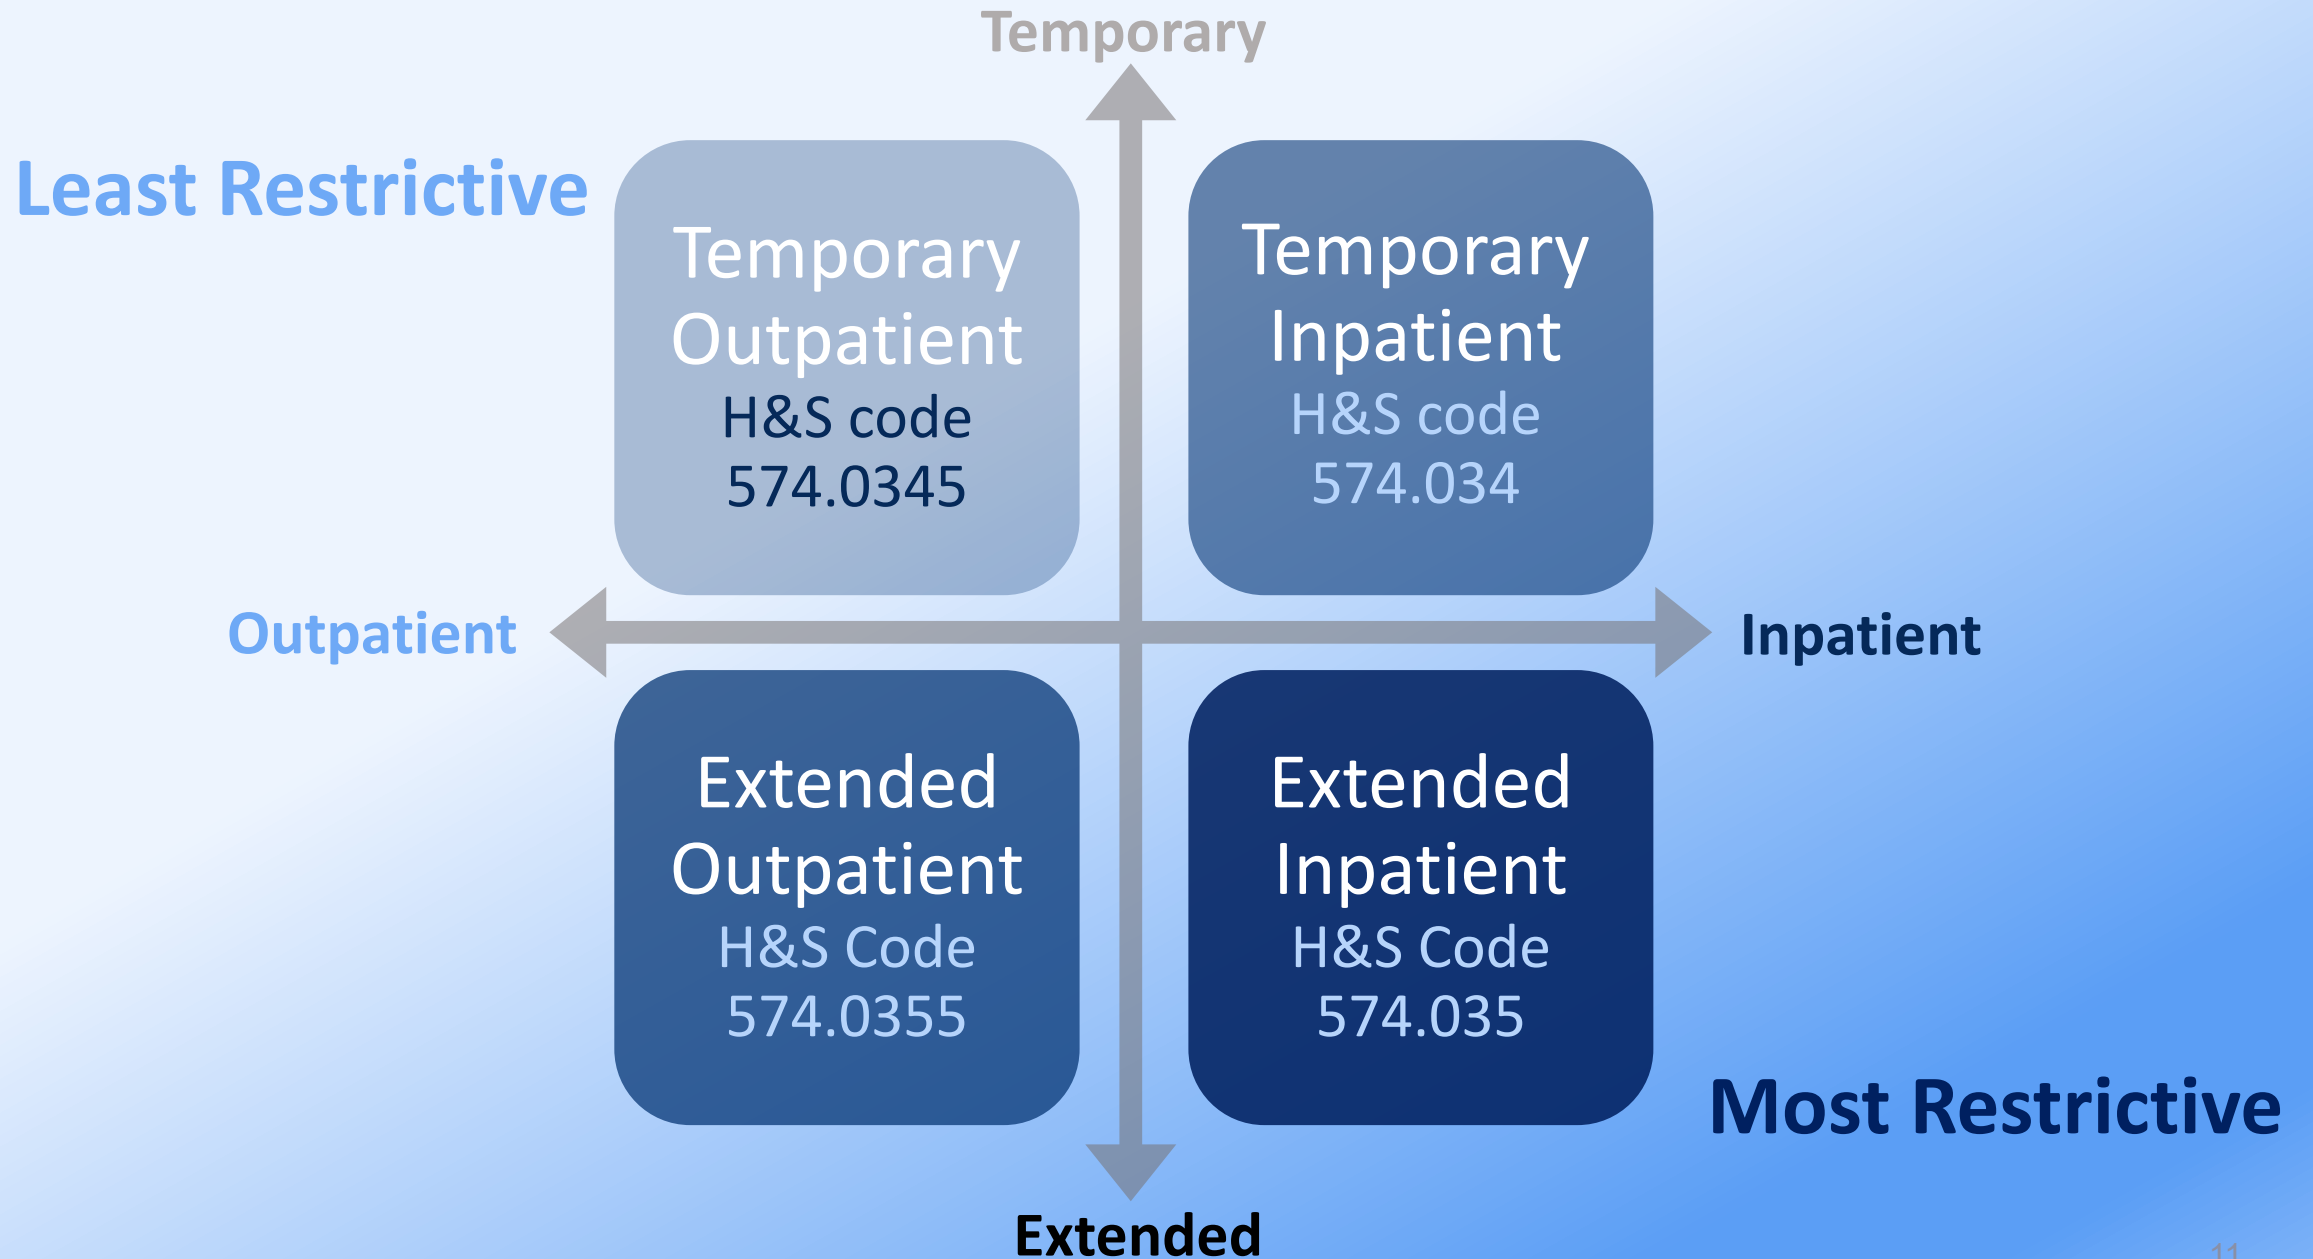 Temporary
Least Restrictive
Temporary
Outpatient
H&S code
574.0345
Temporary
Inpatient
H&S code
574.034
Outpatient
Inpatient
Extended
Outpatient
H&S Code
574.0355
Extended
Inpatient
H&S Code
574.035
Most Restrictive
Extended
11